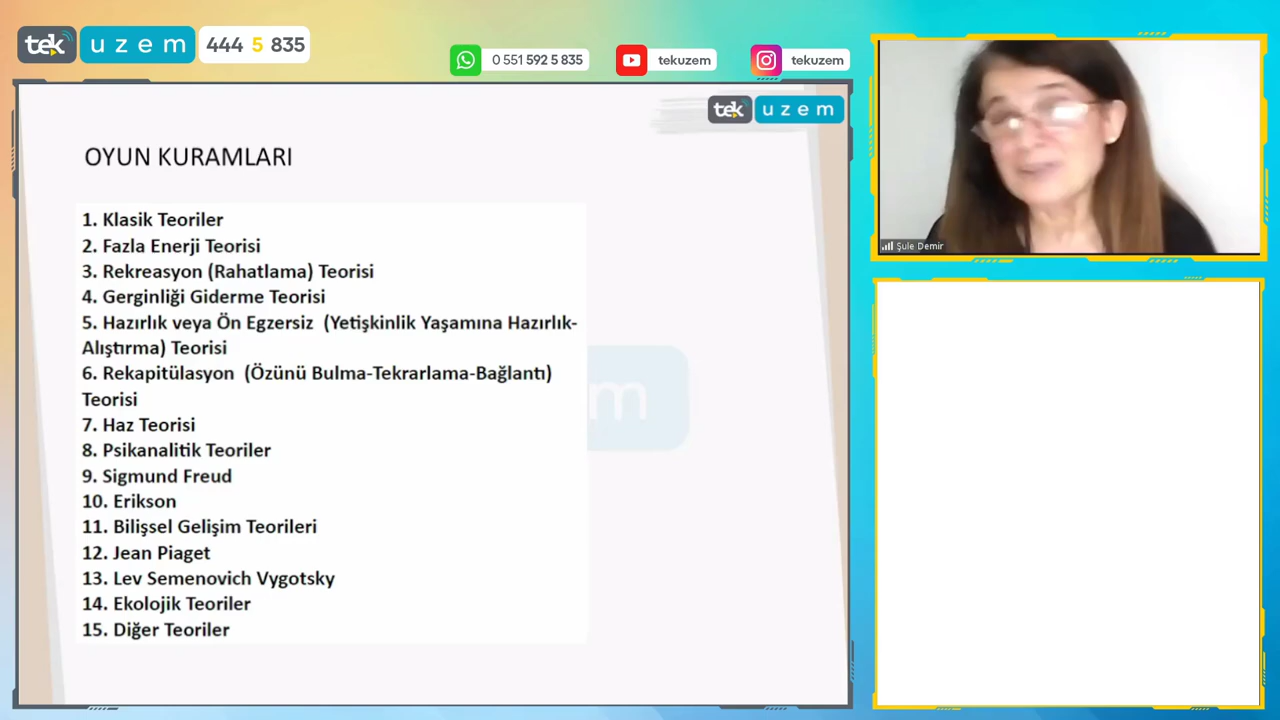 tek uzem 444 5 835
0 551 592 5 835
tekuzem
tekuzem
tek uzem
OYUN KURAMLARI
1. Klasik Teoriler
2. Fazla Enerji Teorisi
3. Rekreasyon (Rahatlama) Teorisi
4. Gerginliği Giderme Teorisi
5. Hazırlık veya Ön Egzersiz (Yetişkinlik Yaşamına Hazırlık-
Alıştırma) Teorisi
6. Rekapitülasyon (Özünü Bulma-Tekrarlama-Bağlantı)
Teorisi
7. Haz Teorisi
8. Psikanalitik Teoriler
9. Sigmund Freud
10. Erikson
11. Bilişsel Gelişim Teorileri
12. Jean Piaget
13. Lev Semenovich Vygotsky
14. Ekolojik Teoriler
15. Diğer Teoriler
m
Şule Demir